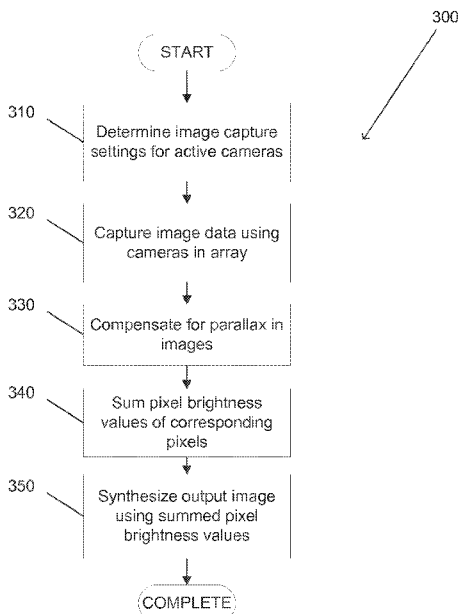 300
START
310
Determine image capture
settings for active cameras
320
Capture image data using
cameras in array
330
Compensate for parallax in
images
340
Sum pixel brightness
values of corresponding
pixels
350
Synthesize output image
using summed pixel
brightness values
COMPLETE